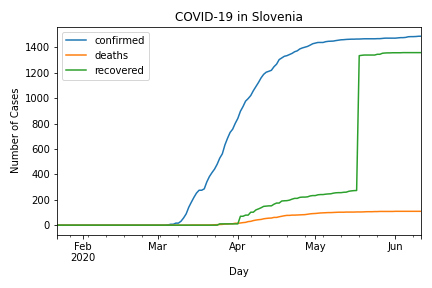 COVID-19 in Slovenia
confirmed
deaths
recovered
Number of Cases
1400
1200
1000
800
600
400
200
0
Feb
2020
Mar
Apr
May
Jun
Day